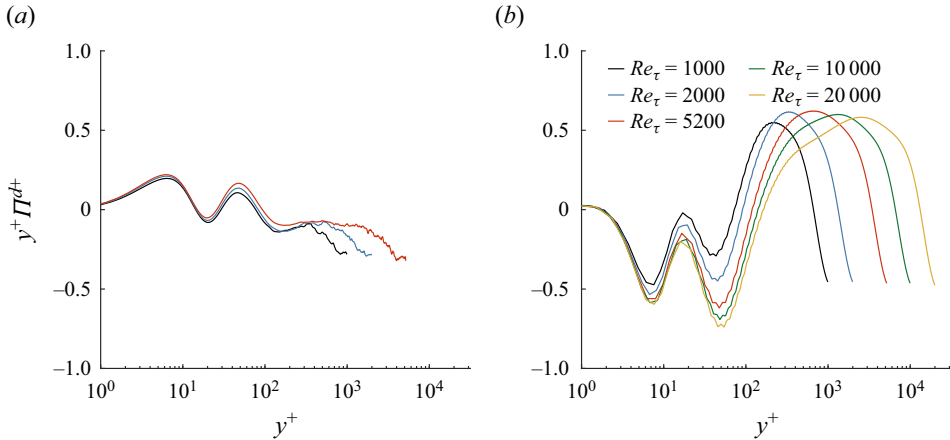 (a)
(b)
1.0
0.5
0
–0.5
–1.0
y⁺Π^{d+}
10⁰ 10¹ 10² 10³ 10⁴
y⁺
1.0
0.5
0
–0.5
–1.0
Re_τ = 1000
Re_τ = 2000
Re_τ = 5200
Re_τ = 10 000
Re_τ = 20 000
10⁰ 10¹ 10² 10³ 10⁴
y⁺